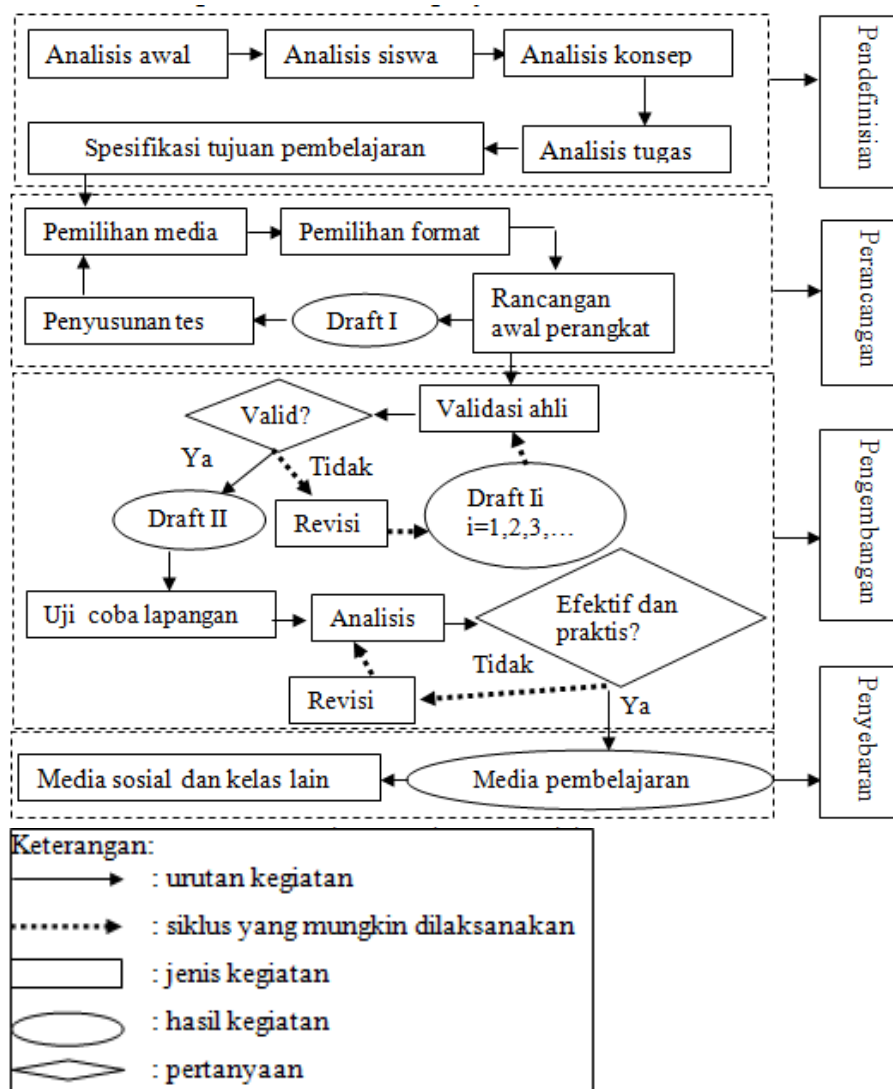 Analisis awal
Analisis siswa
Analisis konsep
Spesifikasi tujuan pembelajaran
Analisis tugas
Pendefinisian
Pemilihan media
Pemilihan format
Penyusunan tes
Draft I
Rancangan
awal perangkat
Perancangan
Valid?
Validasi ahli
Ya
Tidak
Draft II
Revisi
Draft Ii
i=1,2,3,…
Uji coba lapangan
Analisis
Efektif dan
praktis?
Tidak
Revisi
Ya
Pengembangan
Media sosial dan kelas lain
Media pembelajaran
Penyebaran
Keterangan:
: urutan kegiatan
: siklus yang mungkin dilaksanakan
: jenis kegiatan
: hasil kegiatan
: pertanyaan